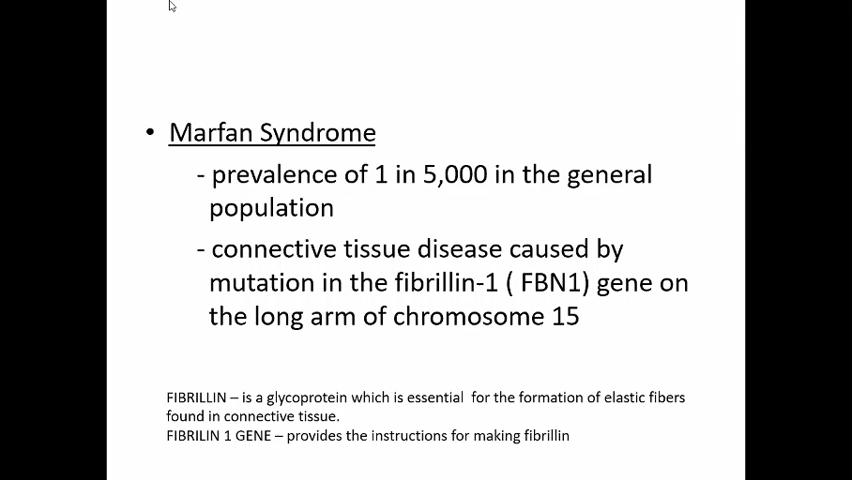 • Marfan Syndrome
- prevalence of 1 in 5,000 in the general
population
- connective tissue disease caused by
mutation in the fibrillin-1 ( FBN1) gene on
the long arm of chromosome 15
FIBRILLIN – is a glycoprotein which is essential  for the formation of elastic fibers
found in connective tissue.
FIBRILIN 1 GENE – provides the instructions for making fibrillin